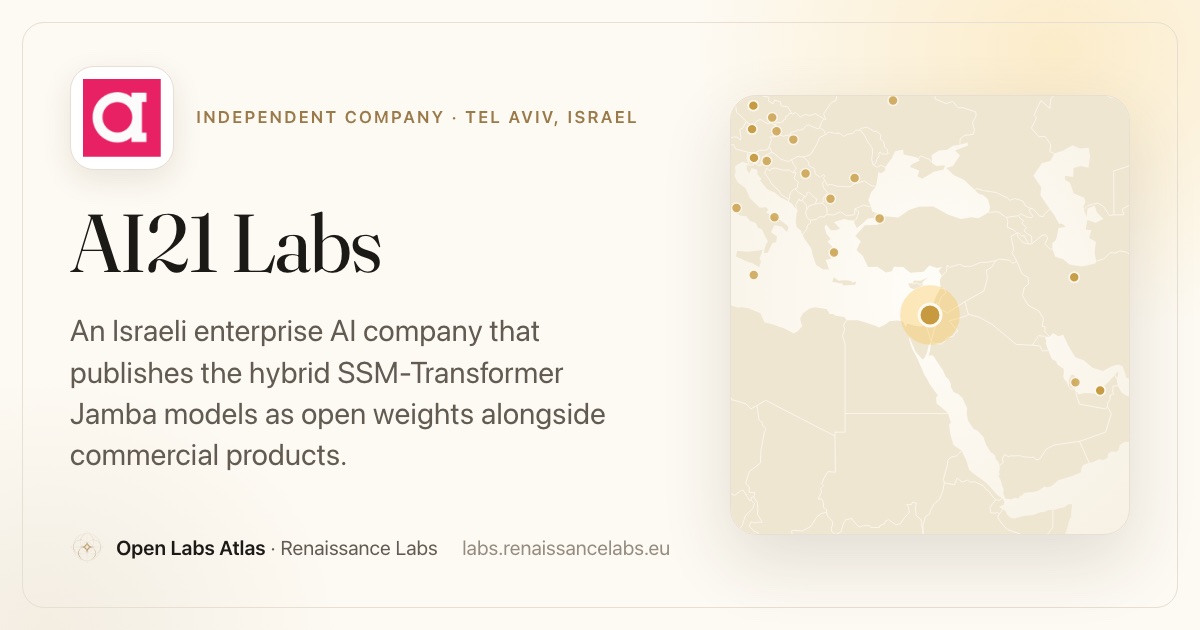 INDEPENDENT COMPANY · TEL AVIV, ISRAEL
AI21 Labs
An Israeli enterprise AI company that
publishes the hybrid SSM-Transformer
Jamba models as open weights alongside
commercial products.
Open Labs Atlas · Renaissance Labs labs.renaissancelabs.eu